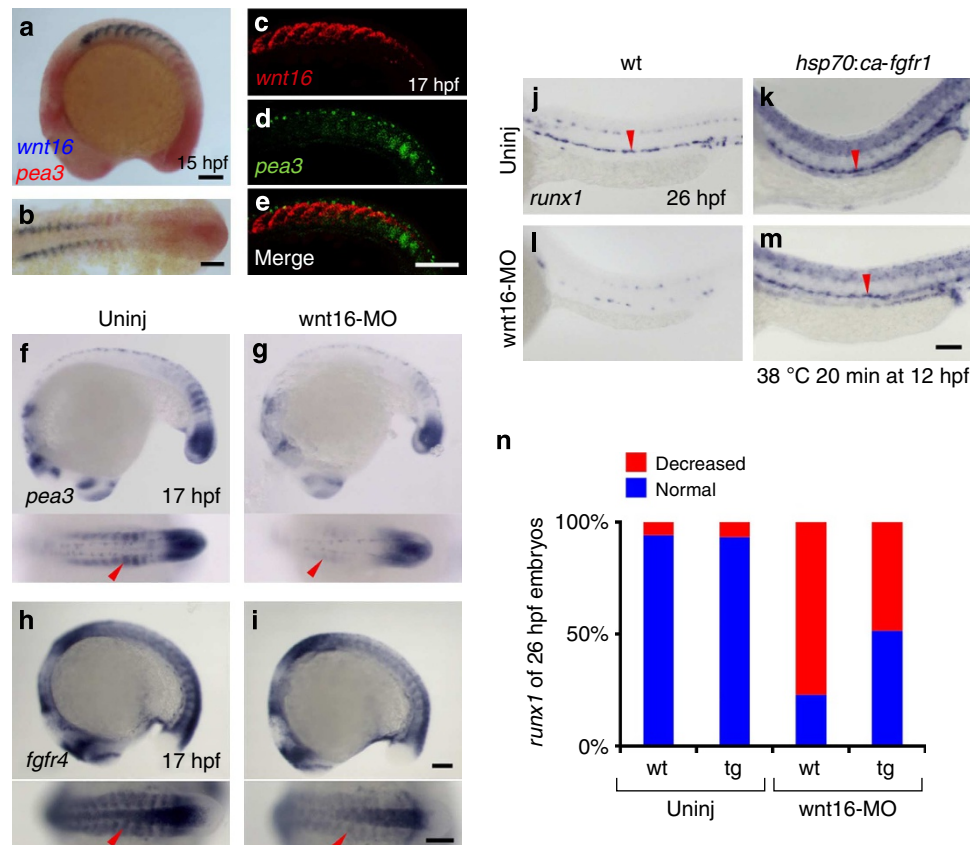 a
wnt16
pea3
15 hpf
b
c
wnt16
17 hpf
d
pea3
e
Merge
Uninj
wnt16-MO
f
pea3
17 hpf
g
h
fgfr4
17 hpf
i
wt
hsp70:ca-fgfr1
Uninj
j
runx1
26 hpf
k
wnt16-MO
l
m
38 °C 20 min at 12 hpf
n
Decreased
Normal
runx1 of 26 hpf embryos
100%
50%
0%
wt
tg
wt
tg
Uninj
wnt16-MO